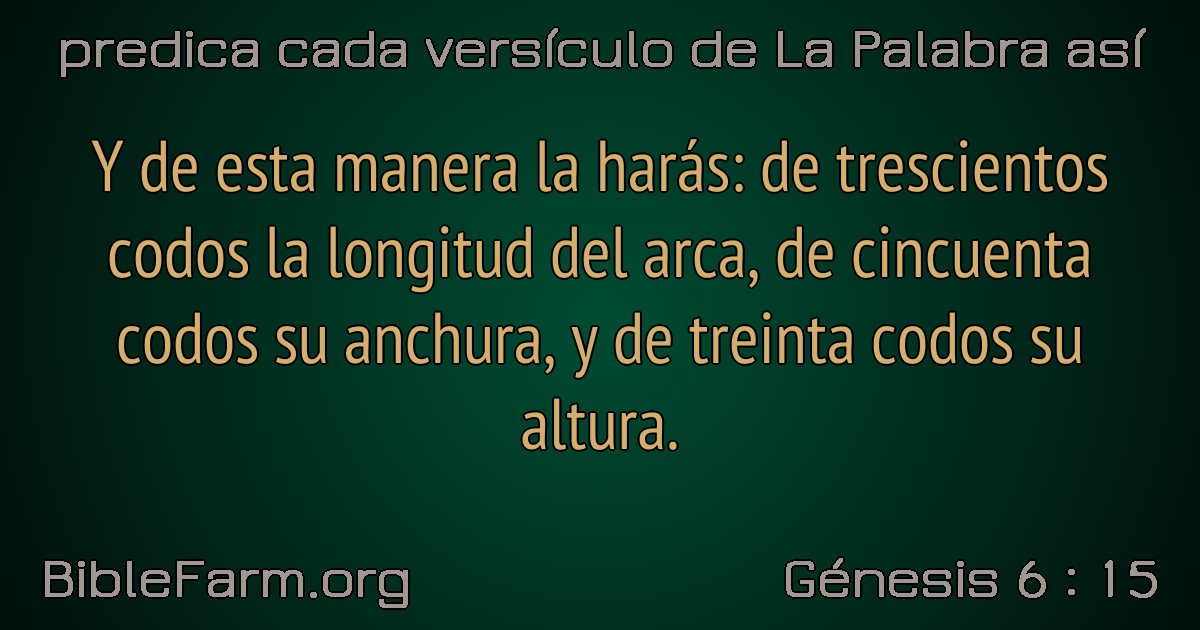 predica cada versículo de La Palabra así
Y de esta manera la harás: de trescientos
codos la longitud del arca, de cincuenta
codos su anchura, y de treinta codos su
altura.
BibleFarm.org
Génesis 6 : 15